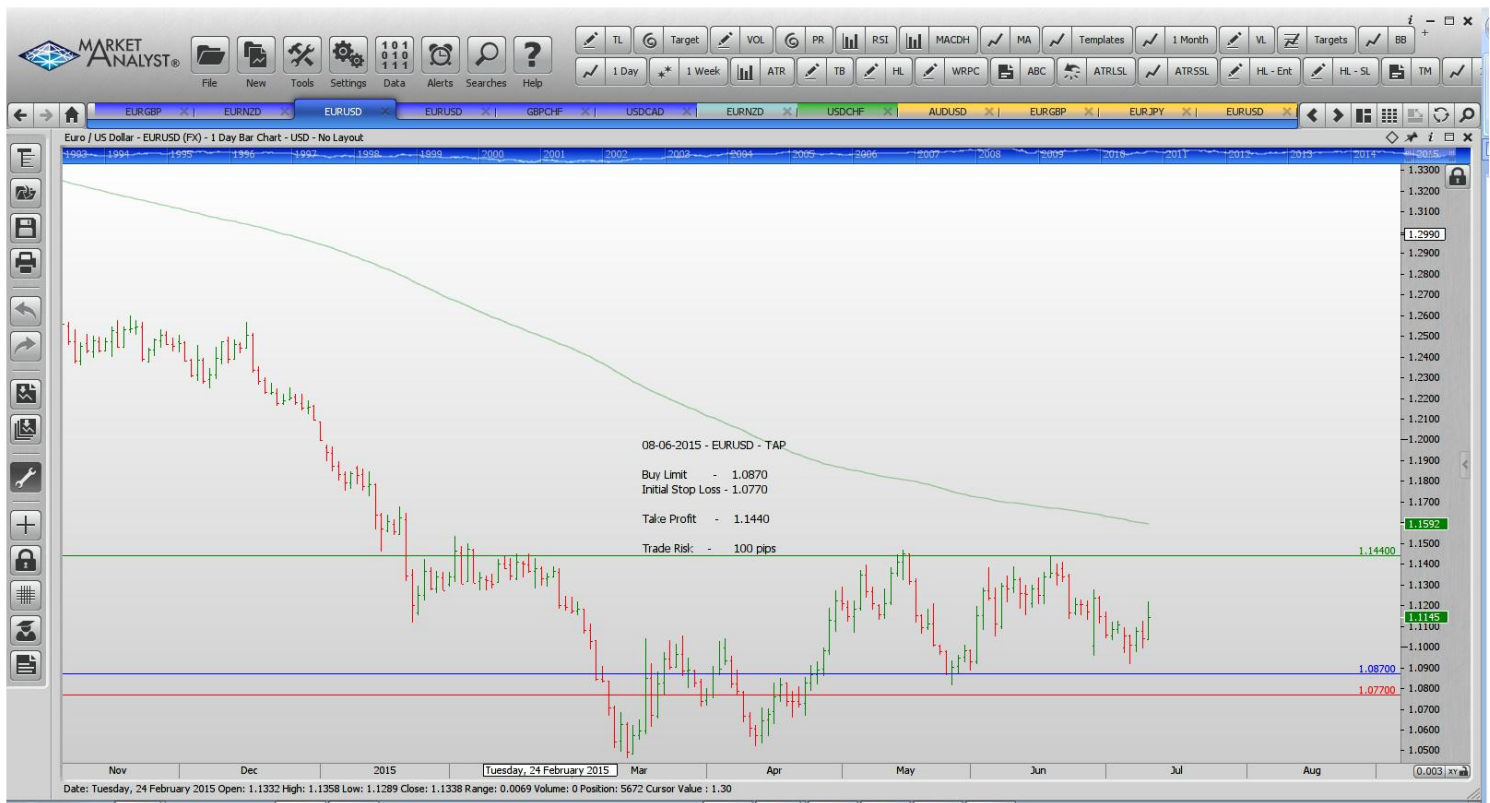 MARKET
ANALYST®
File New Tools Settings Data Alerts Searches Help
TL Target VOL PR RSI MACDH MA Templates 1 Month VL Targets BB
1 Day 1 Week ATR TB HL WRPC ABC ATRLSL ATRSSL HL - Ent HL - SL TM
EURGBP EURNZD EURUSD EURUSD GBPCHF USDCAD EURNZD USDCHF AUDUSD EURGBP EURJPY EURUSD
Euro / US Dollar - EURUSD (FX) - 1 Day Bar Chart - USD - No Layout
1993 1994 1995 1996 1997 1998 1999 2000 2001 2002 2003 2004 2005 2006 2007 2008 2009 2010 2011 2012 2013 2014 2015
1.3300
1.3200
1.3100
1.2990
1.2900
1.2800
1.2700
1.2600
1.2500
1.2400
1.2300
1.2200
1.2100
1.2000
08-06-2015 - EURUSD - TAP
1.1900
Buy Limit - 1.0870
1.1800
Initial Stop Loss - 1.0770
1.1700
Take Profit - 1.1440
1.1592
1.1500
Trade Risk - 100 pips
1.14400
1.1400
1.1300
1.1200
1.1145
1.1100
1.1000
1.0900
1.08700
1.0800
1.07700
1.0700
1.0600
1.0500
Nov Dec 2015 Tuesday, 24 February 2015 Mar Apr May Jun Jul Aug 0.003 XY
Date: Tuesday, 24 February 2015 Open: 1.1332 High: 1.1358 Low: 1.1289 Close: 1.1338 Range: 0.0069 Volume: 0 Position: 5672 Cursor Value : 1.30